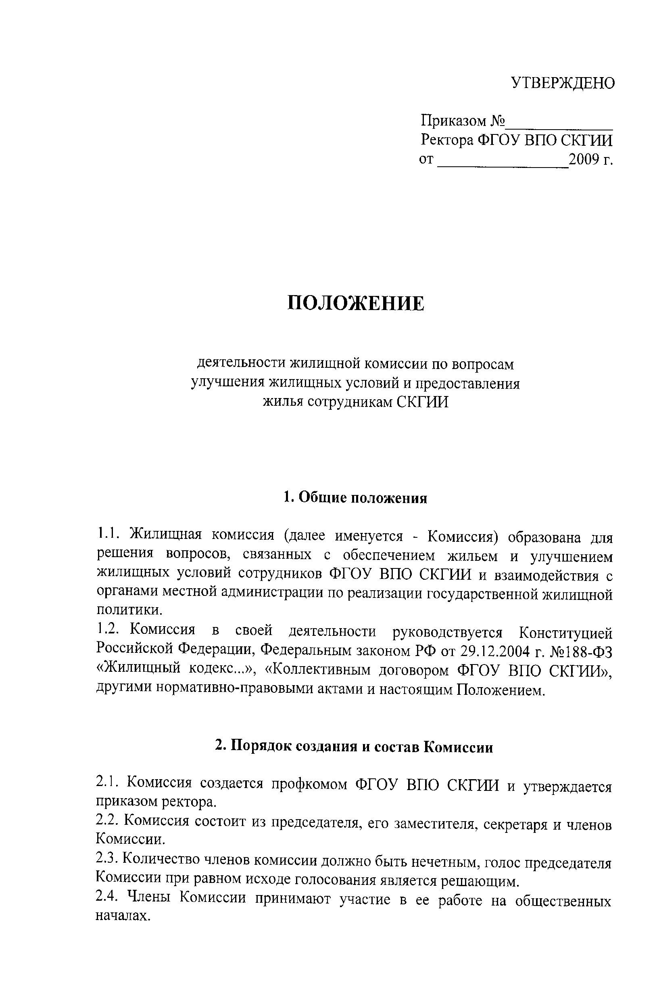 УТВЕРЖДЕНО
Приказом №_____________
Ректора ФГОУ ВПО СКГИИ
от ________________2009 г.
ПОЛОЖЕНИЕ
деятельности жилищной комиссии по вопросам
улучшения жилищных условий и предоставления
жилья сотрудникам СКГИИ
1. Общие положения
1.1. Жилищная комиссия (далее именуется - Комиссия) образована для
решения вопросов, связанных с обеспечением жильем и улучшением
жилищных условий сотрудников ФГОУ ВПО СКГИИ и взаимодействия с
органами местной администрации по реализации государственной жилищной
политики.
1.2. Комиссия в своей деятельности руководствуется Конституцией
Российской Федерации, Федеральным законом РФ от 29.12.2004 г. №188-ФЗ
«Жилищный кодекс...», «Коллективным договором ФГОУ ВПО СКГИИ»,
другими нормативно-правовыми актами и настоящим Положением.
2. Порядок создания и состав Комиссии
2.1. Комиссия создается профкомом ФГОУ ВПО СКГИИ и утверждается
приказом ректора.
2.2. Комиссия состоит из председателя, его заместителя, секретаря и членов
Комиссии.
2.3. Количество членов комиссии должно быть нечетным, голос председателя
Комиссии при равном исходе голосования является решающим.
2.4. Члены Комиссии принимают участие в ее работе на общественных
началах.